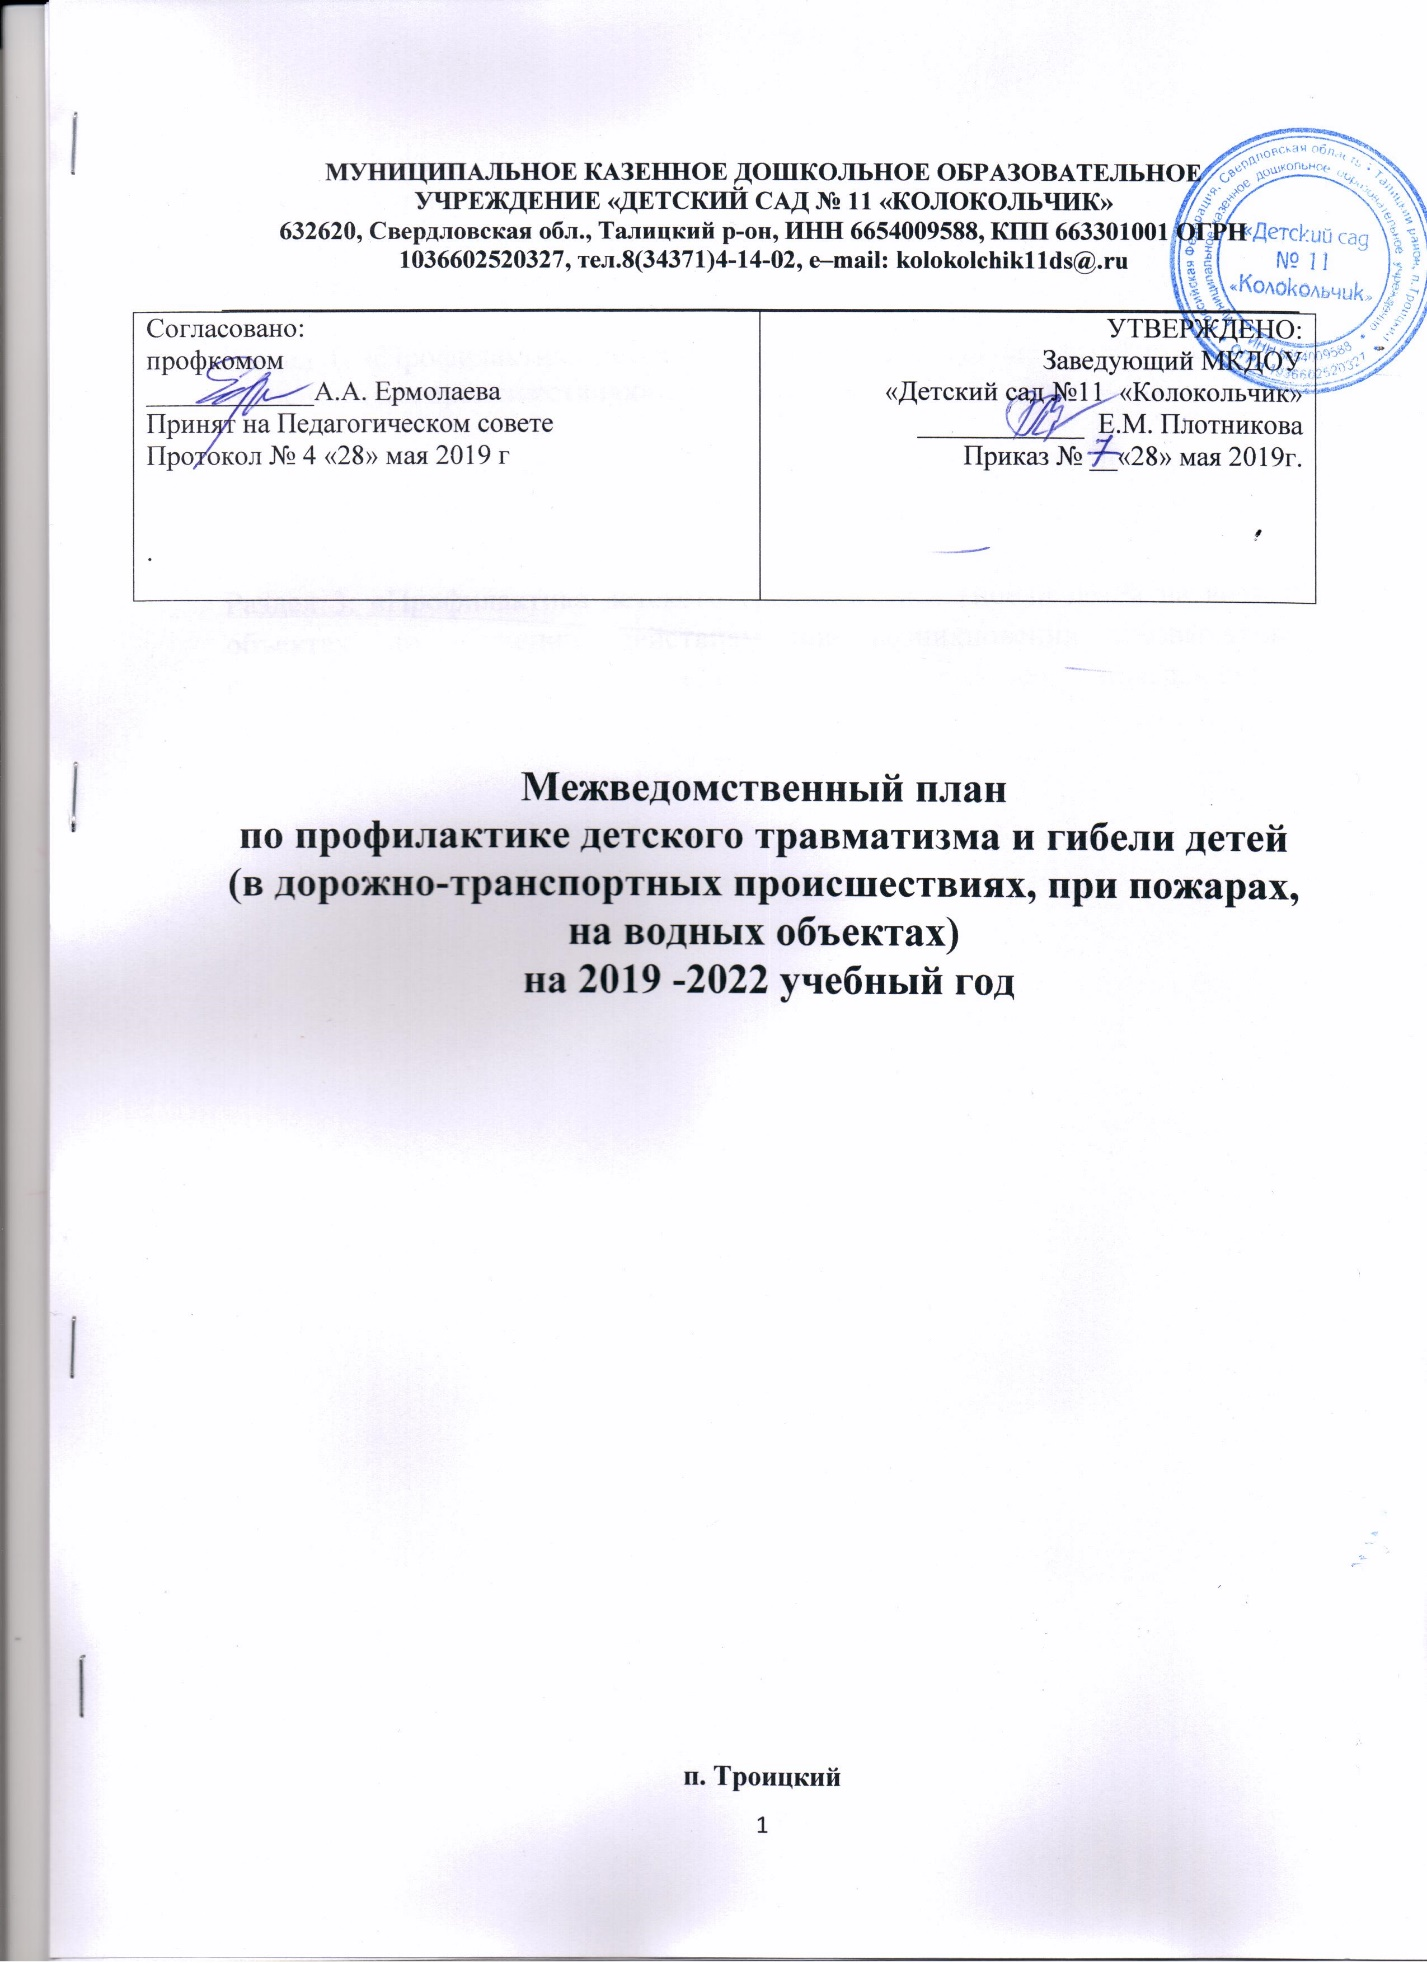 МУНИЦИПАЛЬНОЕ КАЗЕННОЕ ДОШКОЛЬНОЕ ОБРАЗОВАТЕЛЬНОЕ
УЧРЕЖДЕНИЕ «ДЕТСКИЙ САД № 11 «КОЛОКОЛЬЧИК»
632620, Свердловская обл., Талицкий р-он, ИНН 6654009588, КПП 663301001 ОГРН
1036602520327, тел.8(34371)4-14-02, e–mail: kolokolchik11ds@.ru
«Детский сад
№ 11
«Колокольчик»
Согласовано:
профкомом
____________А.А. Ермолаева
Принят на Педагогическом совете
Протокол № 4 «28» мая 2019 г
.
УТВЕРЖДЕНО:
Заведующий МКДОУ
«Детский сад №11 «Колокольчик»
____________ Е.М. Плотникова
Приказ № 7 «28» мая 2019г.
Межведомственный план
по профилактике детского травматизма и гибели детей
(в дорожно-транспортных происшествиях, при пожарах,
на водных объектах)
на 2019 -2022 учебный год
п. Троицкий
1